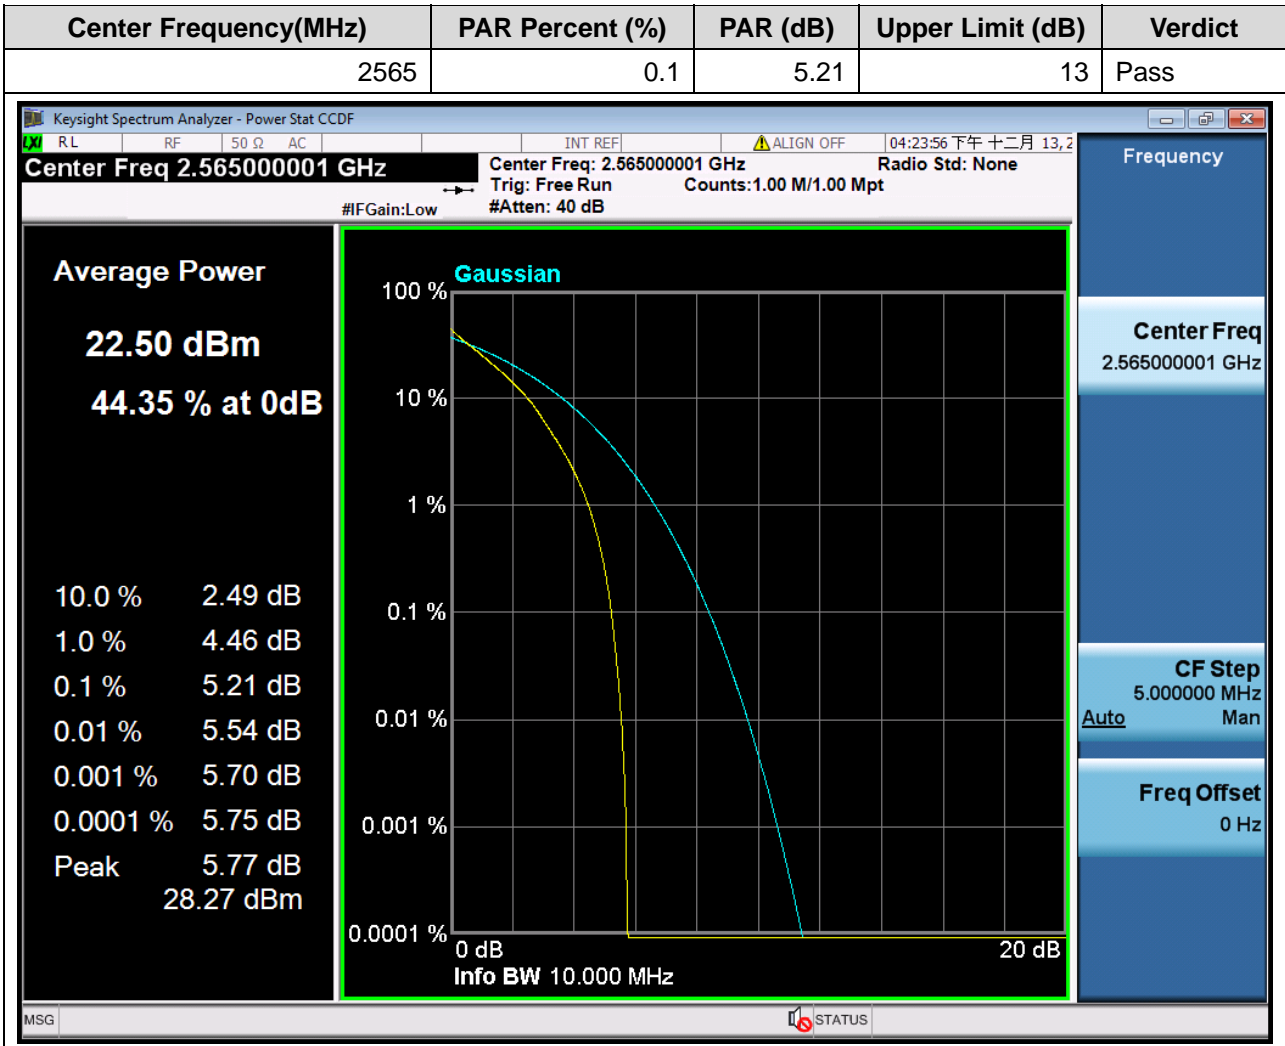 Center Frequency(MHz) PAR Percent (%) PAR (dB) Upper Limit (dB) Verdict
2565 0.1 5.21 13 Pass
Keysight Spectrum Analyzer - Power Stat CCDF
LXI RL RF 50 Ω AC INT REF ALIGN OFF 04:23:56 下午 十二月 13, 2
Center Freq 2.565000001 GHz
Center Freq: 2.565000001 GHz Radio Std: None
Trig: Free Run Counts:1.00 M/1.00 Mpt
#IFGain:Low #Atten: 40 dB
Average Power
22.50 dBm
44.35 % at 0dB
10.0 % 2.49 dB
1.0 % 4.46 dB
0.1 % 5.21 dB
0.01 % 5.54 dB
0.001 % 5.70 dB
0.0001 % 5.75 dB
Peak 5.77 dB
28.27 dBm
Gaussian
100 %
10 %
1 %
0.1 %
0.01 %
0.001 %
0.0001 %
0 dB 20 dB
Info BW 10.000 MHz
Frequency
Center Freq
2.565000001 GHz
CF Step
5.000000 MHz
Auto Man
Freq Offset
0 Hz
MSG STATUS